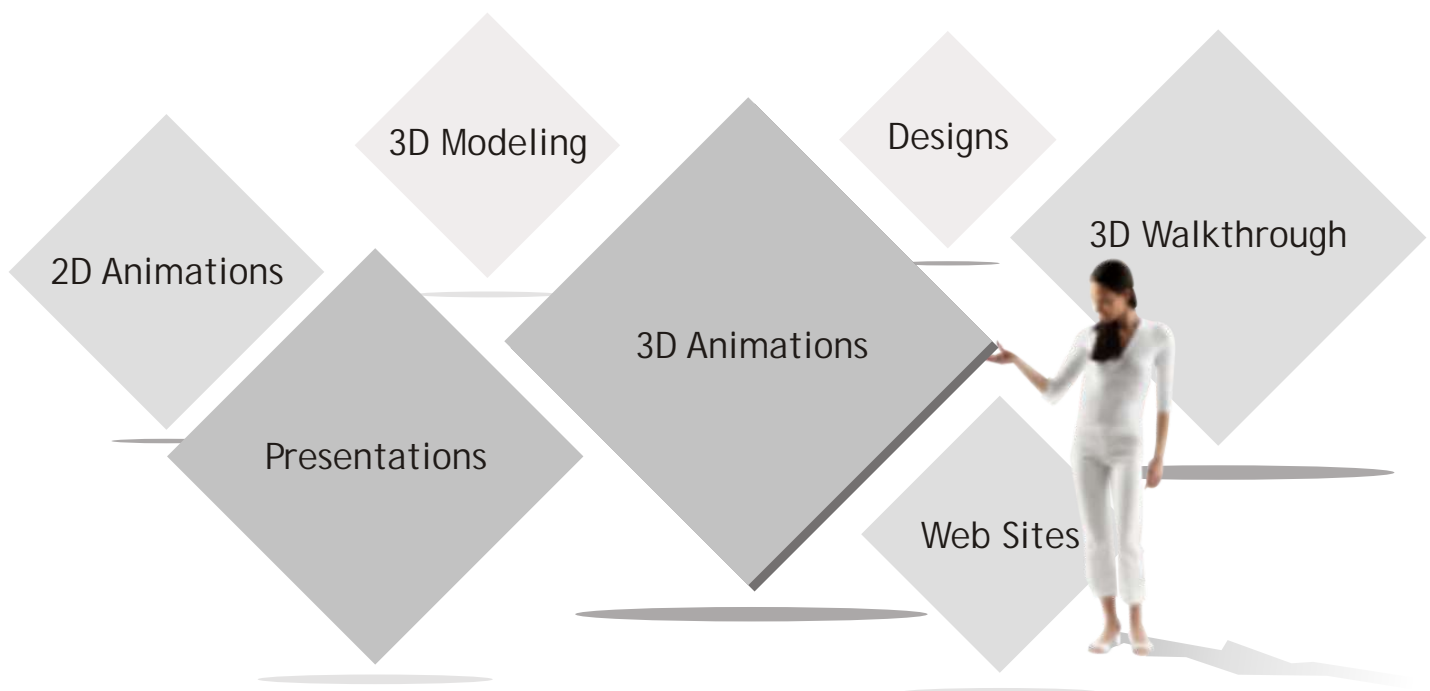 3D Modeling
Designs
3D Walkthrough
2D Animations
3D Animations
Presentations
Web Sites